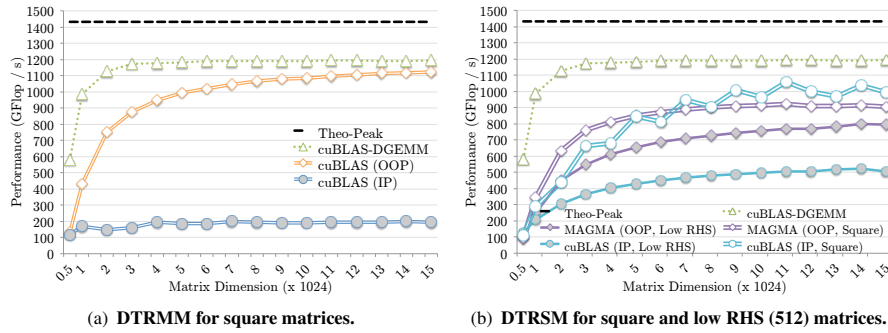 1500
1400
1300
1200
1100
1000
900
800
700
600
500
400
300
200
100
0
Performance (GFlop / s)
Theo-Peak
cuBLAS-DGEMM
cuBLAS (OOP)
cuBLAS (IP)
0.5 1 2 3 4 5 6 7 8 9 10 11 12 13 14 15
Matrix Dimension (x 1024)
(a) DTRMM for square matrices.
1500
1400
1300
1200
1100
1000
900
800
700
600
500
400
300
200
100
0
Performance (GFlop / s)
Theo-Peak cuBLAS-DGEMM
MAGMA (OOP, Low RHS) MAGMA (OOP, Square)
cuBLAS (IP, Low RHS) cuBLAS (IP, Square)
0.5 1 2 3 4 5 6 7 8 9 10 11 12 13 14 15
Matrix Dimension (x 1024)
(b) DTRSM for square and low RHS (512) matrices.